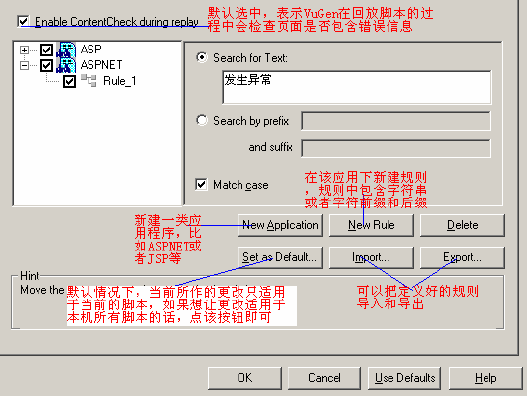 Enable ContentCheck during replay
默认选中，表示VuGen在回放脚本的过
程中会检查页面是否包含错误信息
ASP
ASPNET
Rule_1
Search for Text:
发生异常
Search by prefix
and suffix
Match case
在该应用下新建规则
，规则中包含字符串
或者字符前缀和后缀
新建一类应
用程序，比
如ASPNET或
者JSP等
New Application
New Rule
Delete
Set as Default...
Import...
Export...
Hint
Move the
默认情况下，当前所作的更改只适用
于当前的脚本，如果想让更改适用于
本机所有脚本的话，点该按钮即可
可以把定义好的规则
导入和导出
OK
Cancel
Use Defaults
Help